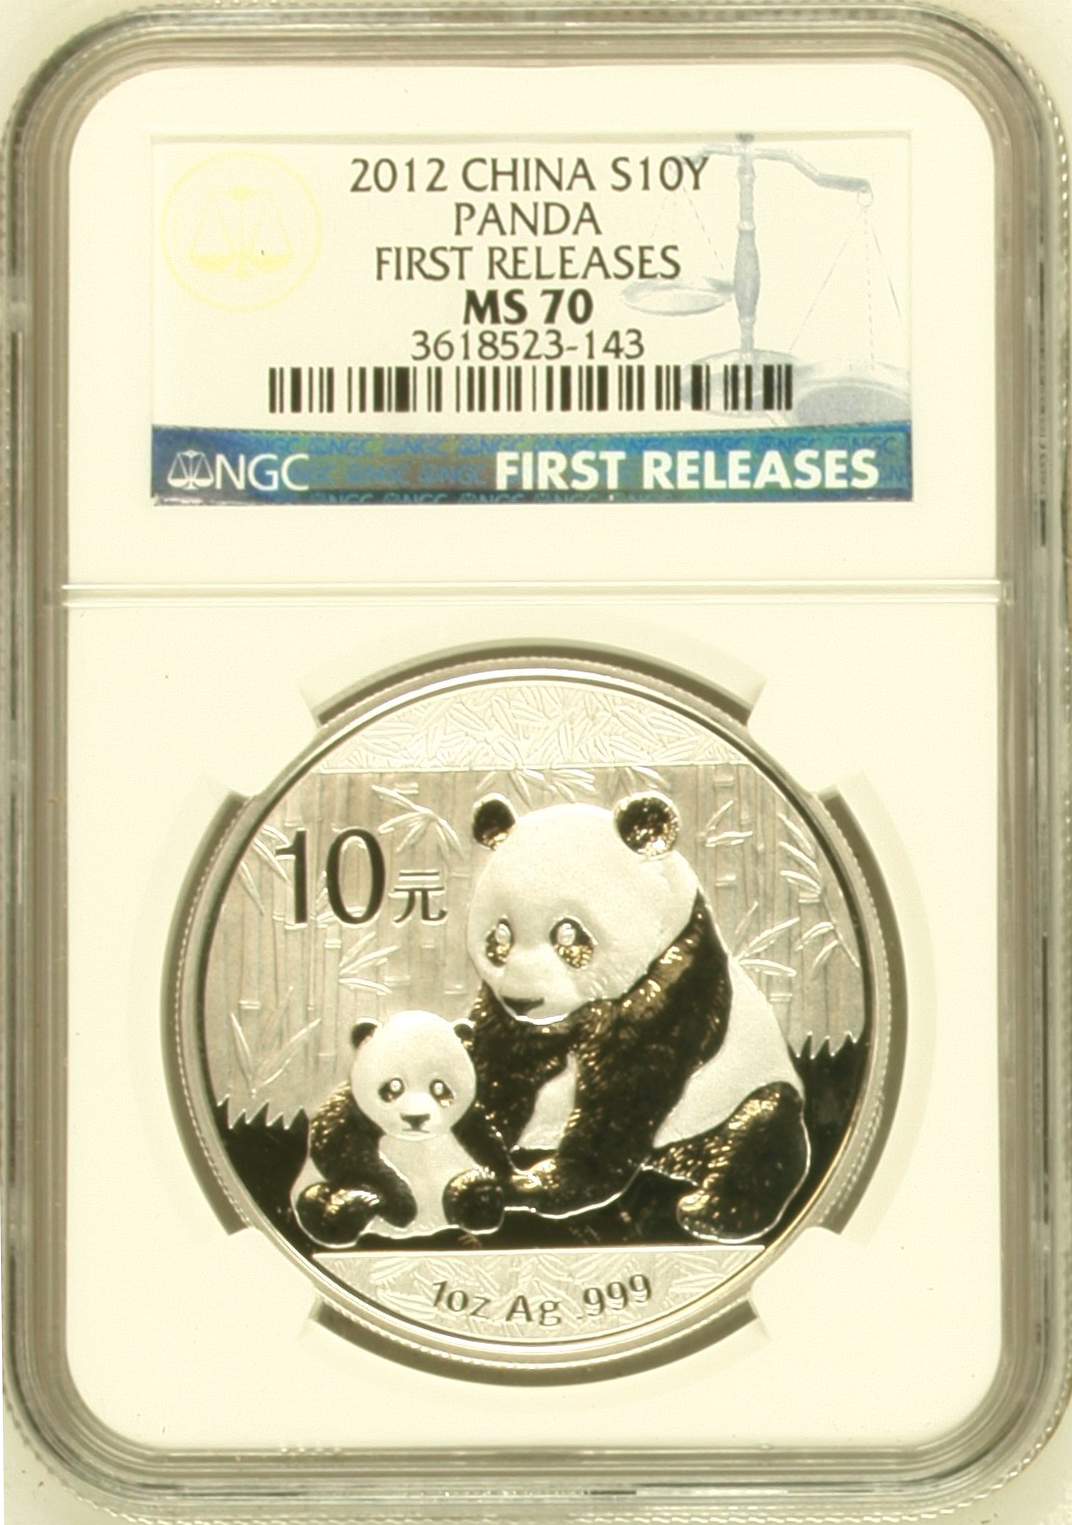 2012 CHINA S10Y
PANDA
FIRST RELEASES
MS 70
3618523-143
NGC FIRST RELEASES
10元
1oz Ag .999